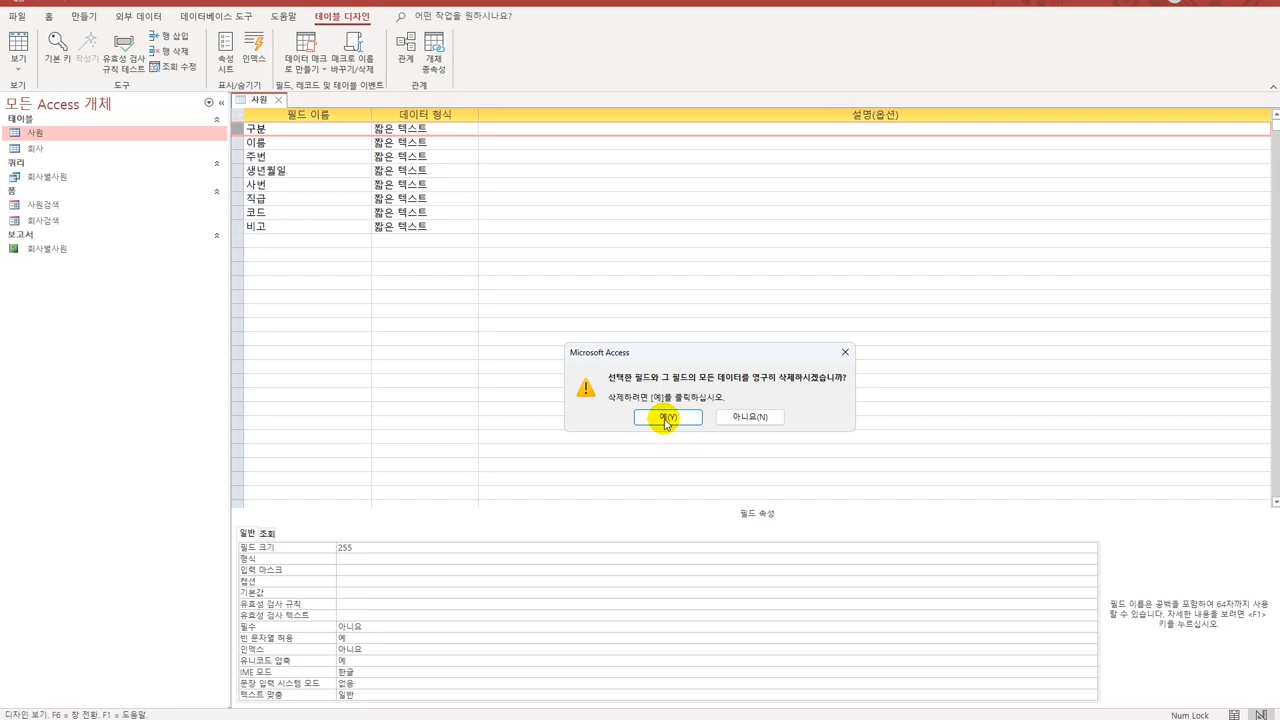 파일 홈 만들기 외부 데이터 데이터베이스 도구 도움말 테이블 디자인 어떤 작업을 원하시나요?
보기
기본 키
작성기
유효성 검사
규칙 테스트
행 삽입
행 삭제
조회 수정
속성
시트
인덱스
데이터 매크
로 만들기
매크로 이름
바꾸기/삭제
관계
개체
종속성
보기 도구 표시/숨기기 필드, 레코드 및 테이블 이벤트 관계
모든 Access 개체
테이블
사원
회사
쿼리
회사별사원
폼
사원검색
회사검색
보고서
회사별사원
사원
필드 이름 데이터 형식 설명(옵션)
구분 짧은 텍스트
이름 짧은 텍스트
주번 짧은 텍스트
생년월일 짧은 텍스트
사번 짧은 텍스트
직급 짧은 텍스트
코드 짧은 텍스트
비고 짧은 텍스트
Microsoft Access
선택한 필드와 그 필드의 모든 데이터를 영구히 삭제하시겠습니까?
삭제하려면 [예]를 클릭하십시오.
예(Y) 아니요(N)
필드 속성
일반 조회
필드 크기 255
형식
입력 마스크
캡션
기본값
유효성 검사 규칙
유효성 검사 텍스트
필수 아니요
빈 문자열 허용 예
인덱스 아니요
유니코드 압축 예
IME 모드 한글
문장 입력 시스템 모드 없음
텍스트 맞춤 일반
필드 이름은 공백을 포함하여 64자까지 사용
할 수 있습니다. 자세한 내용을 보려면 <F1>
키를 누르십시오.
디자인 보기. F6 = 창 전환. F1 = 도움말. Num Lock